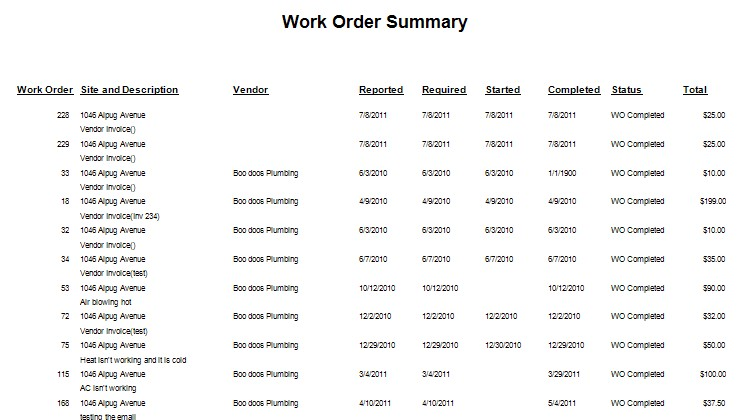 Work Order Summary
Work Order Site and Description Vendor Reported Required Started Completed Status Total
228 1046 Alpug Avenue 7/8/2011 7/8/2011 7/8/2011 7/8/2011 WO Completed $25.00
Vendor Invoice()
229 1046 Alpug Avenue 7/8/2011 7/8/2011 7/8/2011 7/8/2011 WO Completed $25.00
Vendor Invoice()
33 1046 Alpug Avenue Boo doos Plumbing 6/3/2010 6/3/2010 6/3/2010 1/1/1900 WO Completed $10.00
Vendor Invoice()
18 1046 Alpug Avenue Boo doos Plumbing 4/9/2010 4/9/2010 4/9/2010 4/9/2010 WO Completed $199.00
Vendor Invoice(Inv 234)
32 1046 Alpug Avenue Boo doos Plumbing 6/3/2010 6/3/2010 6/3/2010 6/3/2010 WO Completed $10.00
Vendor Invoice()
34 1046 Alpug Avenue Boo doos Plumbing 6/7/2010 6/7/2010 6/7/2010 6/7/2010 WO Completed $35.00
Vendor Invoice(test)
53 1046 Alpug Avenue Boo doos Plumbing 10/12/2010 10/12/2010 10/12/2010 WO Completed $90.00
Air blowing hot
72 1046 Alpug Avenue Boo doos Plumbing 12/2/2010 12/2/2010 12/2/2010 12/2/2010 WO Completed $32.00
Vendor Invoice(test)
75 1046 Alpug Avenue Boo doos Plumbing 12/29/2010 12/29/2010 12/30/2010 12/29/2010 WO Completed $50.00
Heat isn't working and it is cold
115 1046 Alpug Avenue Boo doos Plumbing 3/4/2011 3/4/2011 3/29/2011 WO Completed $100.00
AC isn't working
168 1046 Alpug Avenue Boo doos Plumbing 4/10/2011 4/10/2011 5/4/2011 WO Completed $37.50
testing the email